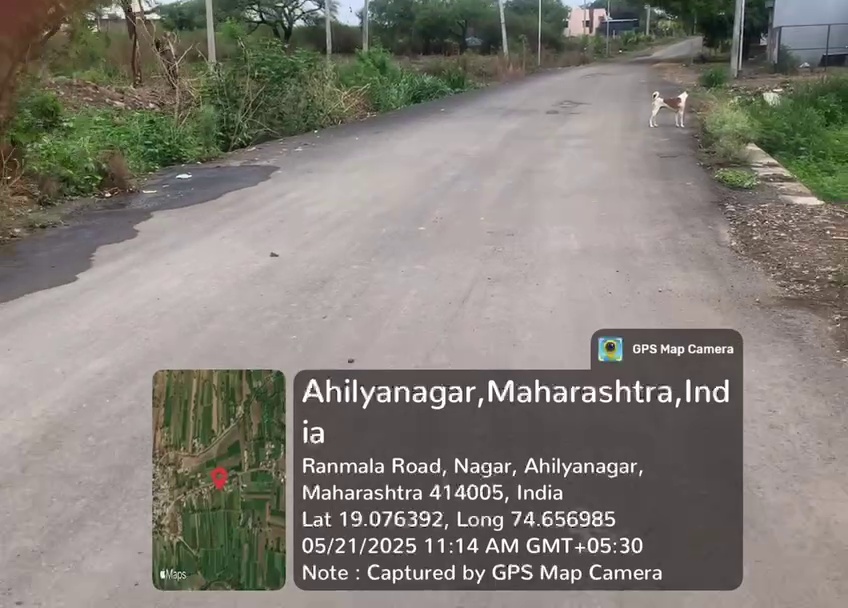 GPS Map Camera
Ahilyanagar,Maharashtra,Ind
ia
Ranmala Road, Nagar, Ahilyanagar,
Maharashtra 414005, India
Lat 19.076392, Long 74.656985
05/21/2025 11:14 AM GMT+05:30
Note : Captured by GPS Map Camera
Maps